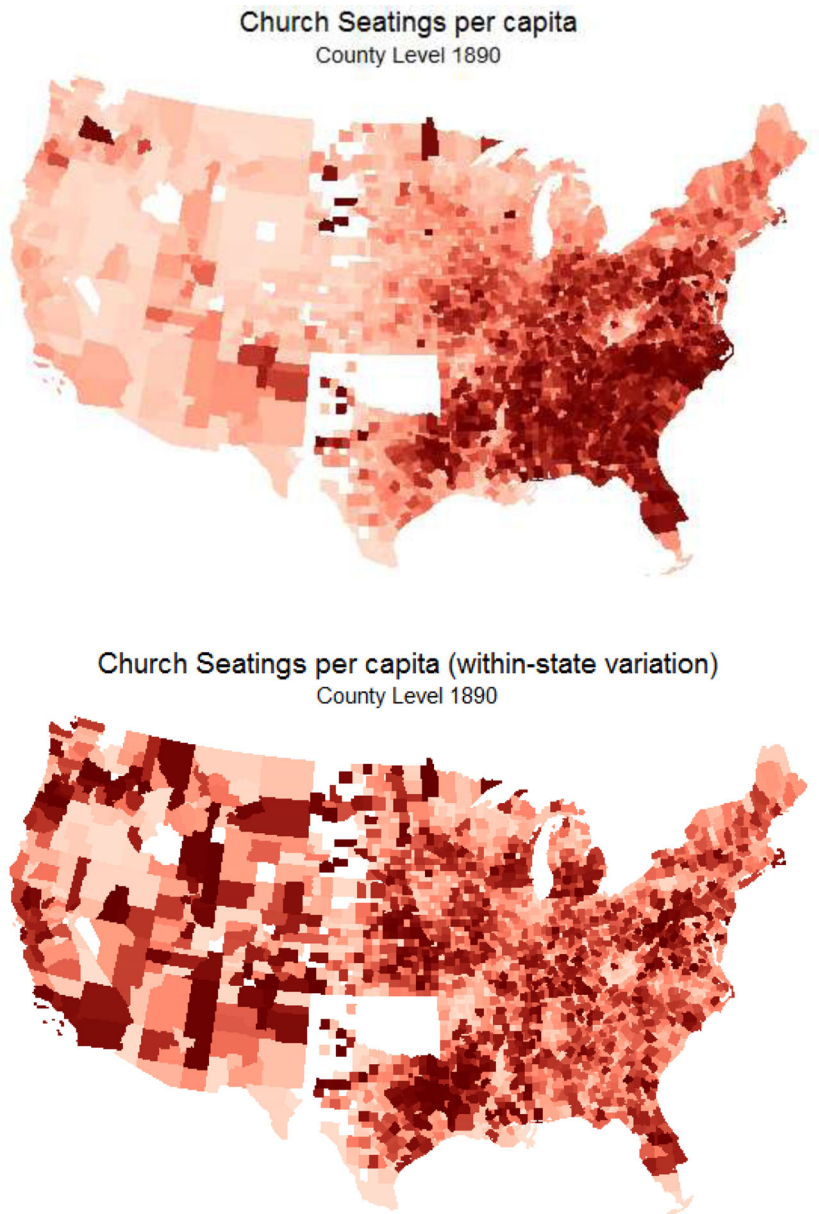 Church Seatings per capita
County Level 1890
Church Seatings per capita (within-state variation)
County Level 1890